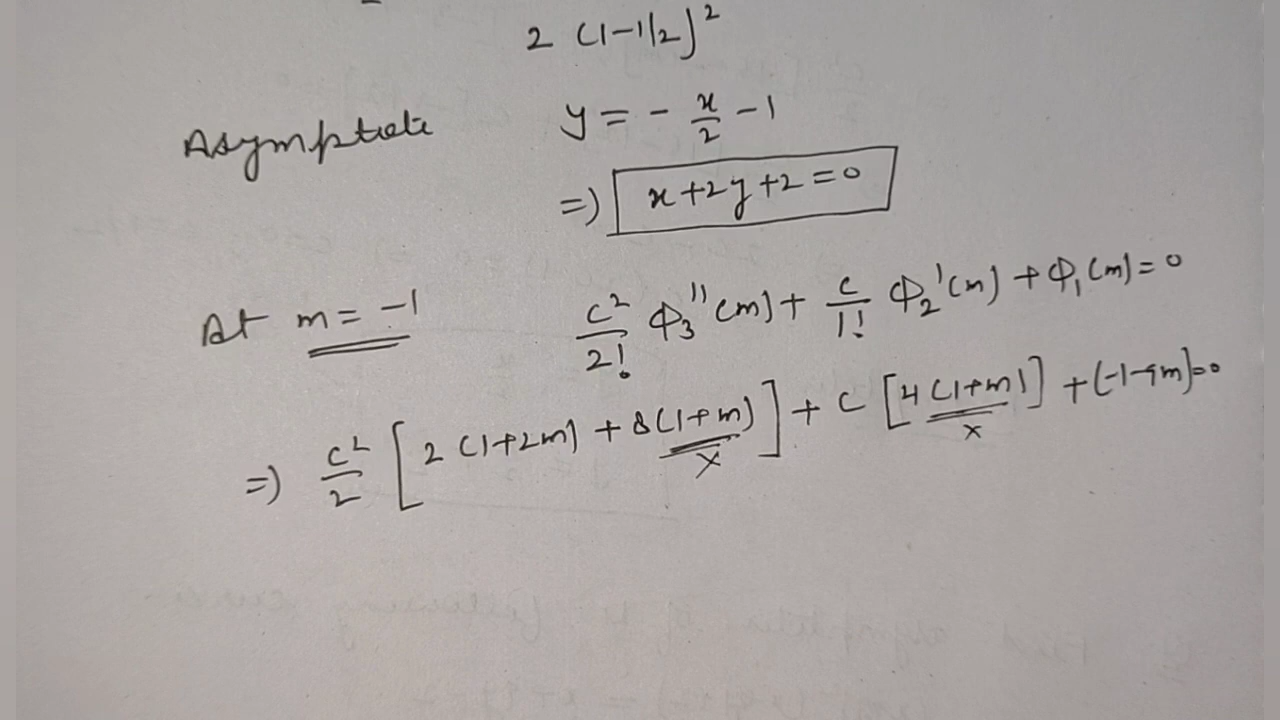 2 (1-1/2)²
Asymptote y = - x/2 - 1
=) x+2y+2=0
At m = -1 c²/2! Φ₃''(m) + c/1! Φ₂'(m) + Φ₁(m) = 0
=) c²/2 [2(1+2m) + 8(1+m)] + c [4(1+m)] + (-1-9m)=0
x x